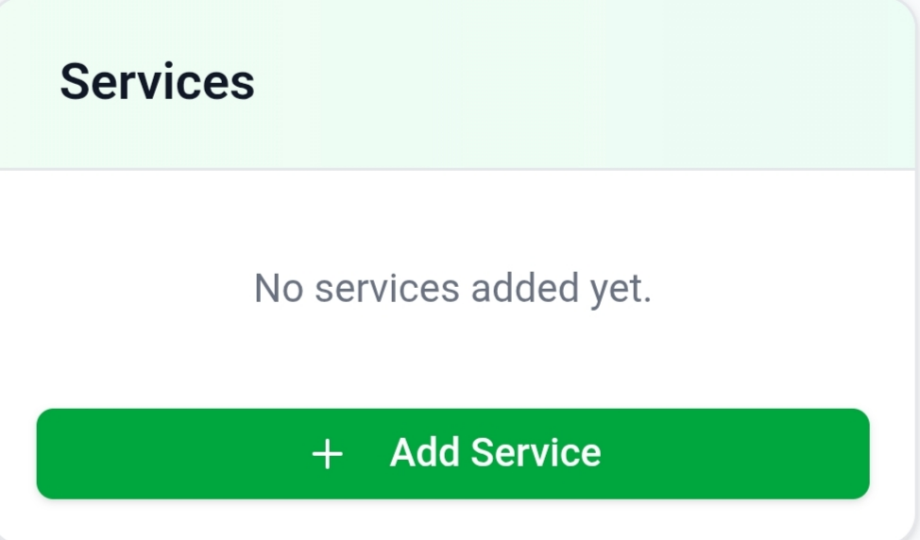 Services
No services added yet.
+ Add Service